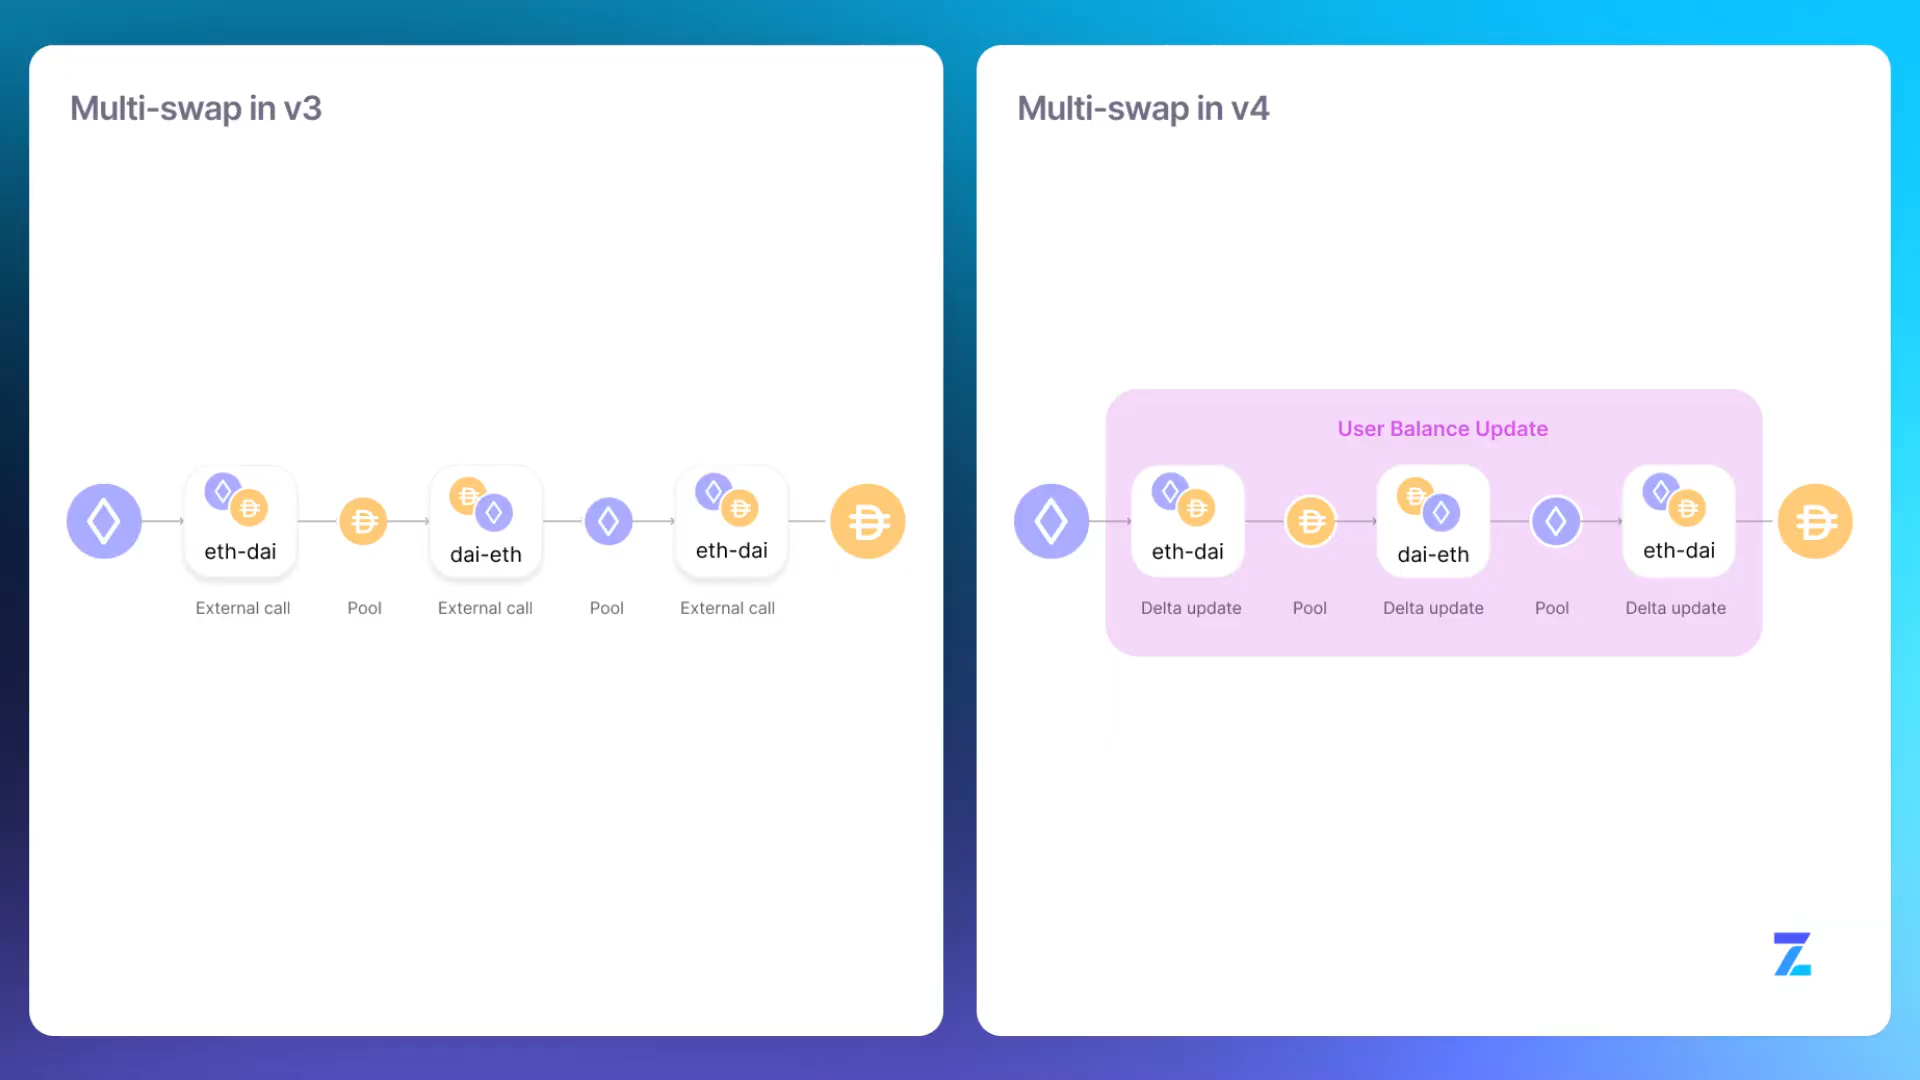 Multi-swap in v3
eth-dai
dai-eth
eth-dai
External call
Pool
External call
Pool
External call
Multi-swap in v4
User Balance Update
eth-dai
dai-eth
eth-dai
Delta update
Pool
Delta update
Pool
Delta update